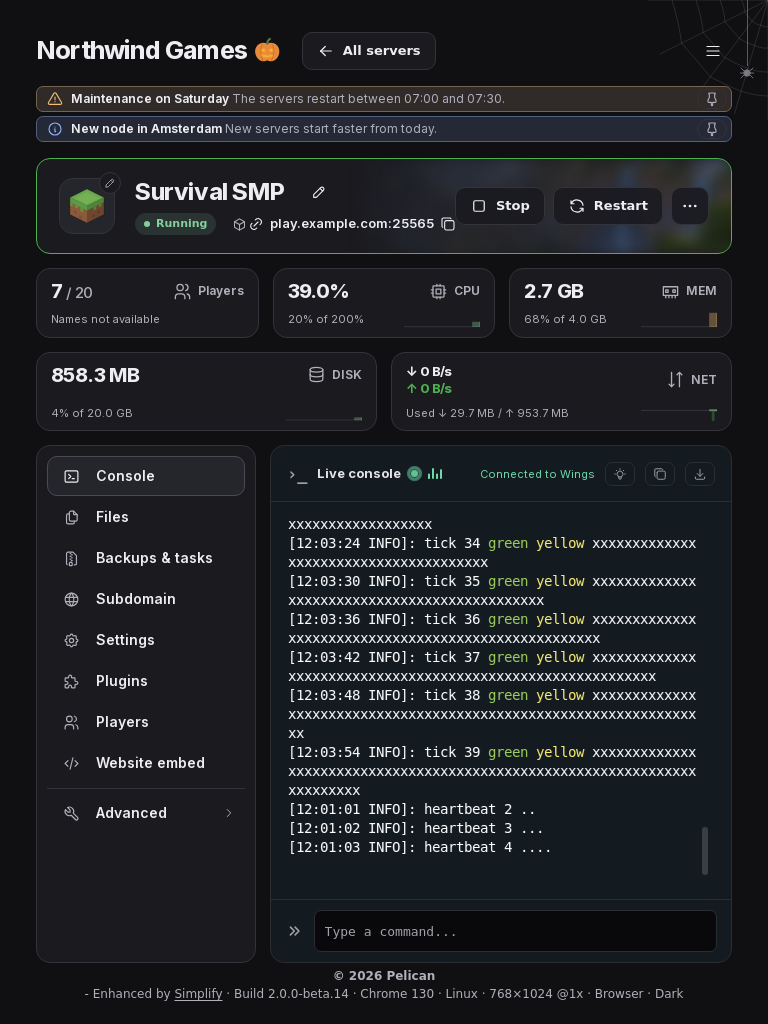 Northwind Games 🎃
All servers
Maintenance on Saturday The servers restart between 07:00 and 07:30.
New node in Amsterdam New servers start faster from today.
Survival SMP
Running
play.example.com:25565
Stop
Restart
7 / 20
Players
Names not available
39.0%
CPU
20% of 200%
2.7 GB
MEM
68% of 4.0 GB
858.3 MB
DISK
4% of 20.0 GB
↓ 0 B/s
↑ 0 B/s
NET
Used ↓ 29.7 MB / ↑ 953.7 MB
Console
Files
Backups & tasks
Subdomain
Settings
Plugins
Players
Website embed
Advanced
Live console
Connected to Wings
xxxxxxxxxxxxxxxxxx
[12:03:24 INFO]: tick 34 green yellow xxxxxxxxxxxxx
xxxxxxxxxxxxxxxxxxxxxxxxx
[12:03:30 INFO]: tick 35 green yellow xxxxxxxxxxxxx
xxxxxxxxxxxxxxxxxxxxxxxxxxxxxxxx
[12:03:36 INFO]: tick 36 green yellow xxxxxxxxxxxxx
xxxxxxxxxxxxxxxxxxxxxxxxxxxxxxxxxxxxxxx
[12:03:42 INFO]: tick 37 green yellow xxxxxxxxxxxxx
xxxxxxxxxxxxxxxxxxxxxxxxxxxxxxxxxxxxxxxxxxxxxx
[12:03:48 INFO]: tick 38 green yellow xxxxxxxxxxxxx
xxxxxxxxxxxxxxxxxxxxxxxxxxxxxxxxxxxxxxxxxxxxxxxxxxx
xx
[12:03:54 INFO]: tick 39 green yellow xxxxxxxxxxxxx
xxxxxxxxxxxxxxxxxxxxxxxxxxxxxxxxxxxxxxxxxxxxxxxxxxx
xxxxxxxxx
[12:01:01 INFO]: heartbeat 2 ..
[12:01:02 INFO]: heartbeat 3 ...
[12:01:03 INFO]: heartbeat 4 ....
Type a command...
© 2026 Pelican
- Enhanced by Simplify · Build 2.0.0-beta.14 · Chrome 130 · Linux · 768×1024 @1x · Browser · Dark